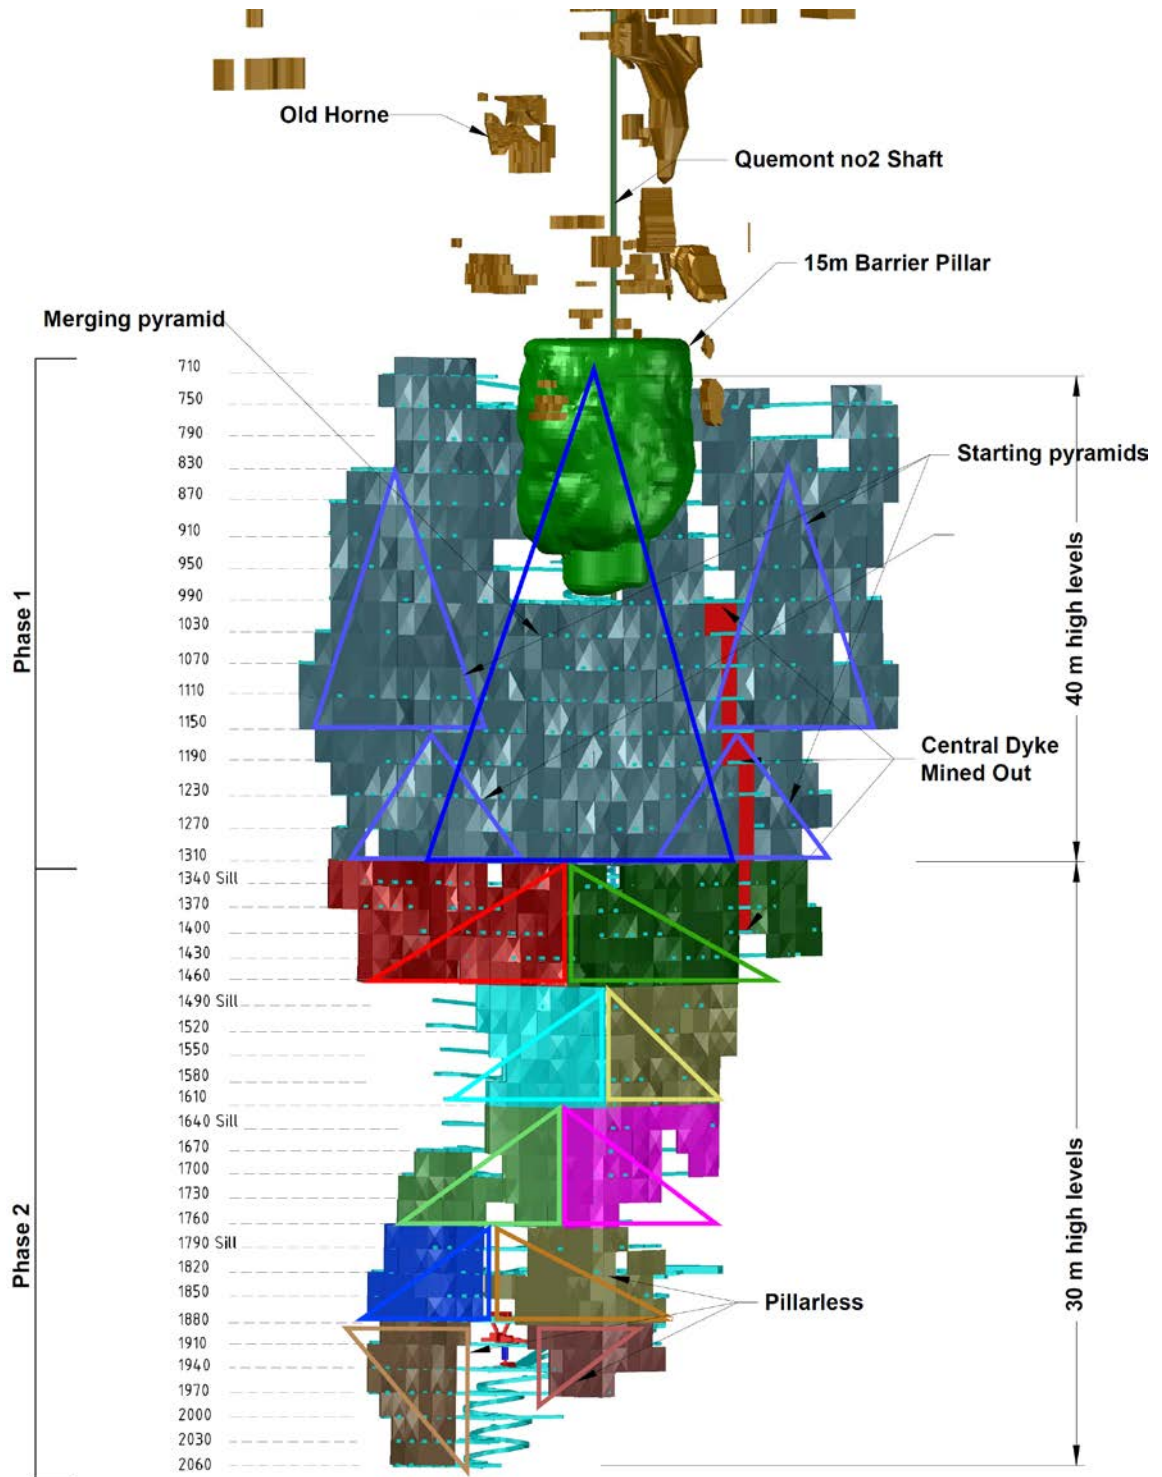 Old Horne
Quemont no2 Shaft
15m Barrier Pillar
Merging pyramid
710
750
790
830
Starting pyramids
870
910
950
990
1030
1070
1110
1150
1190
1230
1270
1310
Phase 1
40 m high levels
Central Dyke
Mined Out
1340 Sill
1370
1400
1430
1460
1490 Sill
1520
1550
1580
1610
1640 Sill
1670
1700
1730
1760
1790 Sill
1820
1850
1880
1910
1940
1970
2000
2030
2060
Phase 2
30 m high levels
Pillarless